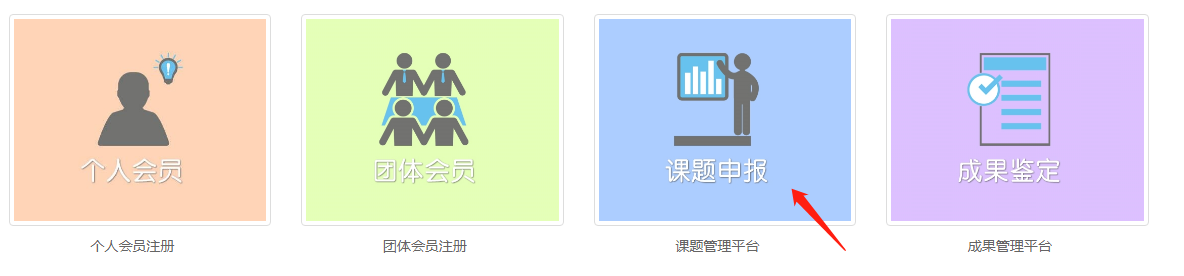 个人会员
团体会员
课题申报
成果鉴定
个人会员注册
团体会员注册
课题管理平台
成果管理平台